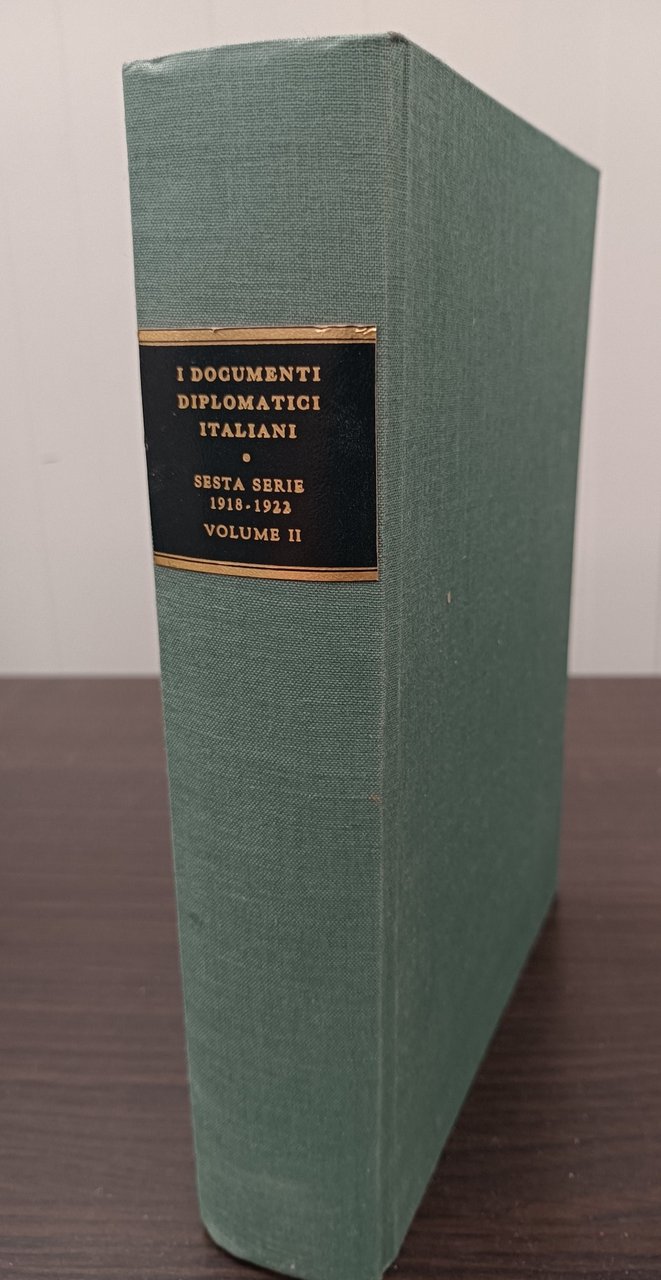 I DOCUMENTI
DIPLOMATICI
ITALIANI
SESTA SERIE
1918-1922
VOLUME II